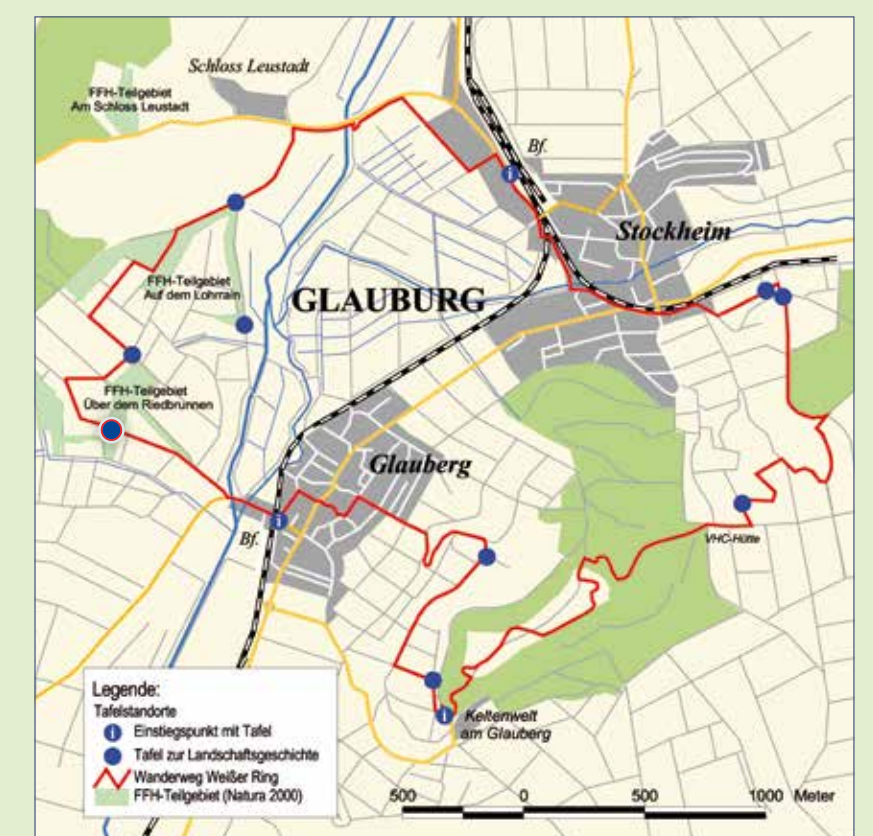 Schloss Leustadt
FFH-Teilgebiet
Am Schloss Leustadt
Bf.
i
Stockheim
FFH-Teilgebiet
Auf dem Lohrrain
GLAUBURG
FFH-Teilgebiet
Über dem Riedbrunnen
Glauberg
i
Bf.
VHC-Hütte
i
Keltenwelt
am Glauberg
Legende:
Tafelstandorte
i Einstiegspunkt mit Tafel
Tafel zur Landschaftsgeschichte
Wanderweg Weißer Ring
FFH-Teilgebiet (Natura 2000)
500 0 500 1000 Meter